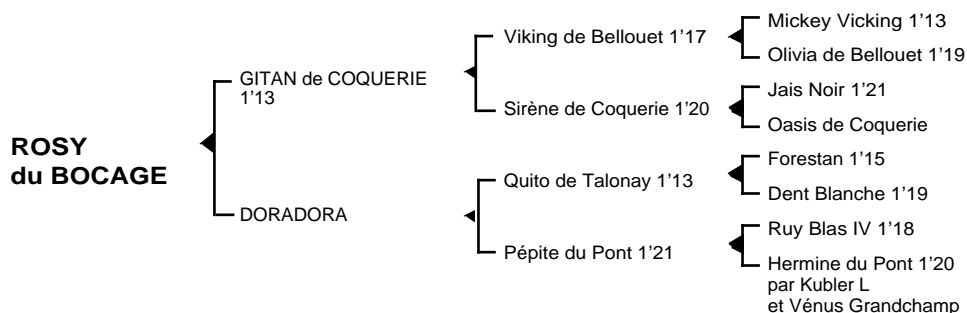 ROSY
du BOCAGE
GITAN de COQUERIE
1’13
DORADORA
Viking de Bellouet 1’17
Sirène de Coquerie 1’20
Quito de Talonay 1’13
Pépite du Pont 1’21
Mickey Vicking 1’13
Olivia de Bellouet 1’19
Jais Noir 1’21
Oasis de Coquerie
Forestan 1’15
Dent Blanche 1’19
Ruy Blas IV 1’18
Hermine du Pont 1’20
par Kubler L
et Vénus Grandchamp